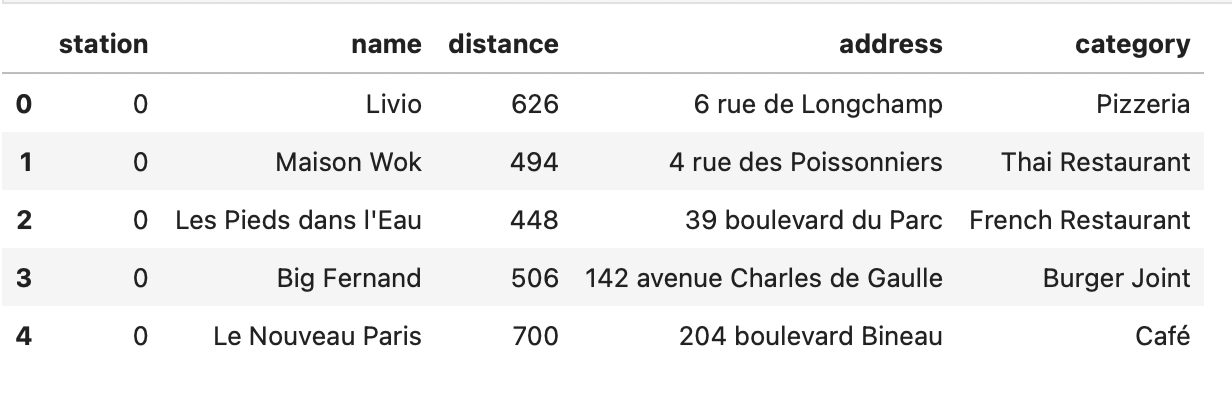 station name distance address category
0 0 Livio 626 6 rue de Longchamp Pizzeria
1 0 Maison Wok 494 4 rue des Poissonniers Thai Restaurant
2 0 Les Pieds dans l'Eau 448 39 boulevard du Parc French Restaurant
3 0 Big Fernand 506 142 avenue Charles de Gaulle Burger Joint
4 0 Le Nouveau Paris 700 204 boulevard Bineau Café